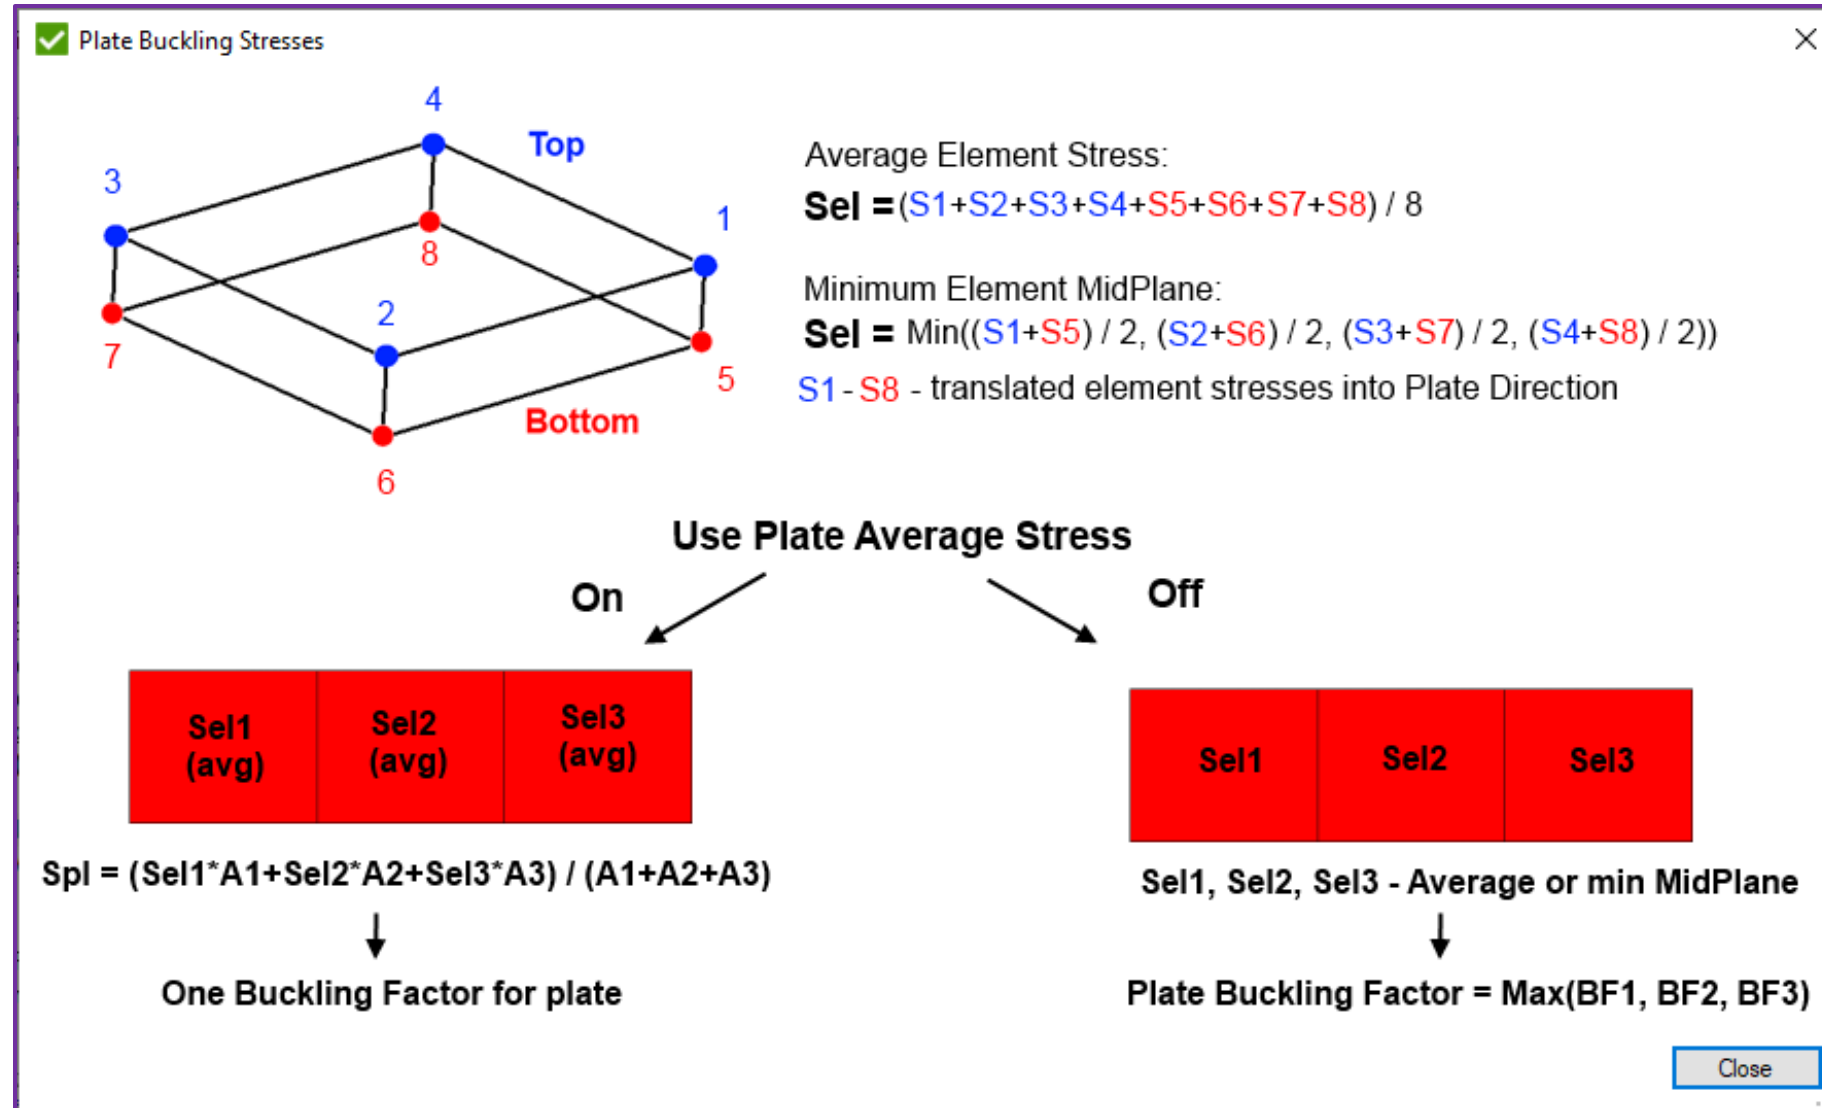 Plate Buckling Stresses
4
Top
3
1
8
2
7
5
Bottom
6
Average Element Stress:
Sel =(S1+S2+S3+S4+S5+S6+S7+S8) / 8
Minimum Element MidPlane:
Sel = Min((S1+S5) / 2, (S2+S6) / 2, (S3+S7) / 2, (S4+S8) / 2))
S1 - S8 - translated element stresses into Plate Direction
Use Plate Average Stress
On
Off
Sel1
(avg)
Sel2
(avg)
Sel3
(avg)
Sel1
Sel2
Sel3
Spl = (Sel1*A1+Sel2*A2+Sel3*A3) / (A1+A2+A3)
Sel1, Sel2, Sel3 - Average or min MidPlane
One Buckling Factor for plate
Plate Buckling Factor = Max(BF1, BF2, BF3)
Close